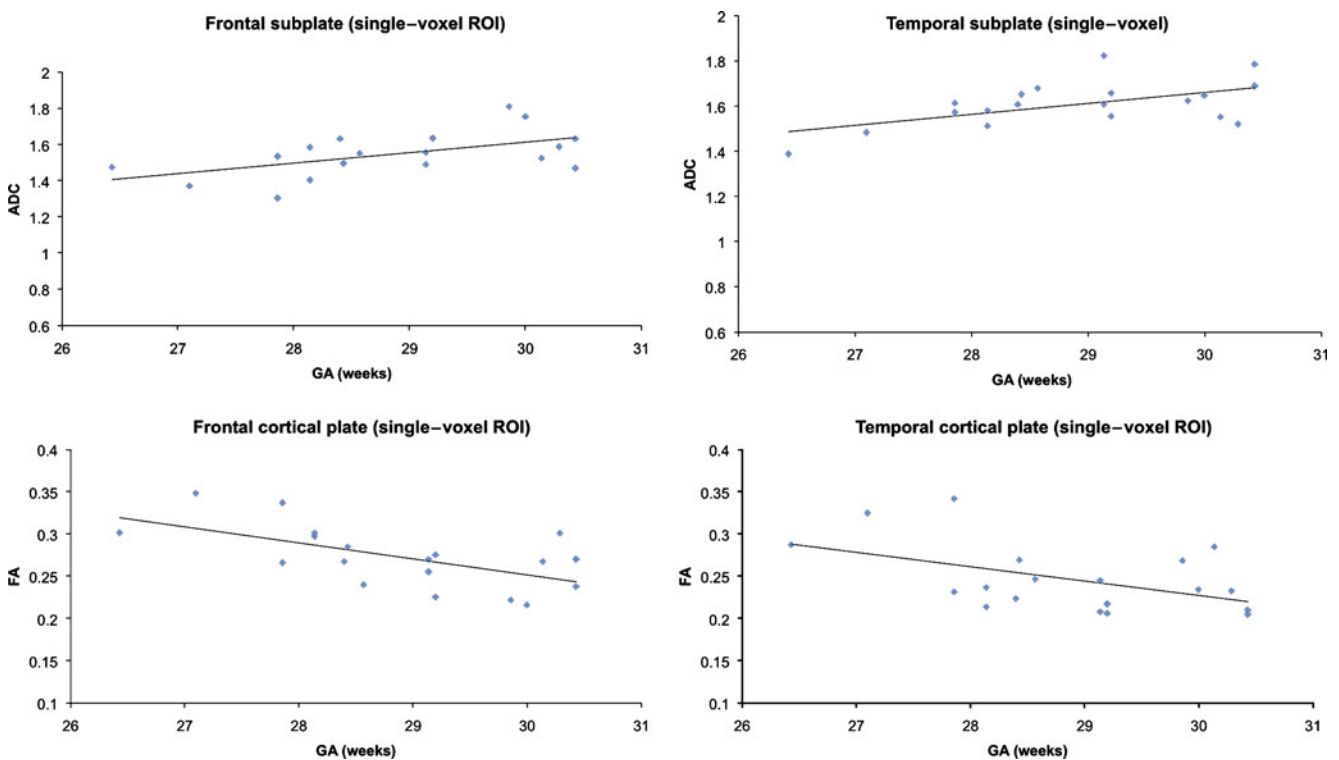 Frontal subplate (single–voxel ROI)
2
1.8
1.6
1.4
1.2
1
0.8
0.6
ADC
26 27 28 29 30 31
GA (weeks)
Temporal subplate (single–voxel)
2
1.8
1.6
1.4
1.2
1
0.8
0.6
ADC
26 27 28 29 30 31
GA (weeks)
Frontal cortical plate (single–voxel ROI)
0.4
0.35
0.3
0.25
0.2
0.15
0.1
FA
26 27 28 29 30 31
GA (weeks)
Temporal cortical plate (single–voxel ROI)
0.4
0.35
0.3
0.25
0.2
0.15
0.1
FA
26 27 28 29 30 31
GA (weeks)